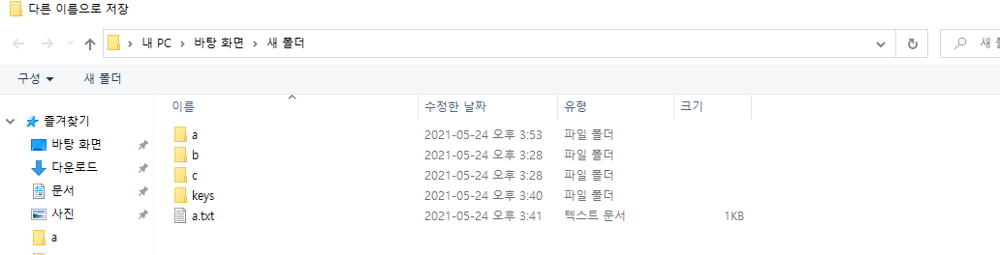 다른 이름으로 저장
내 PC > 바탕 화면 > 새 폴더
구성 새 폴더
이름 수정한 날짜 유형 크기
즐겨찾기
바탕 화면
다운로드
문서
사진
a
a 2021-05-24 오후 3:53 파일 폴더
b 2021-05-24 오후 3:28 파일 폴더
c 2021-05-24 오후 3:28 파일 폴더
keys 2021-05-24 오후 3:40 파일 폴더
a.txt 2021-05-24 오후 3:41 텍스트 문서 1KB